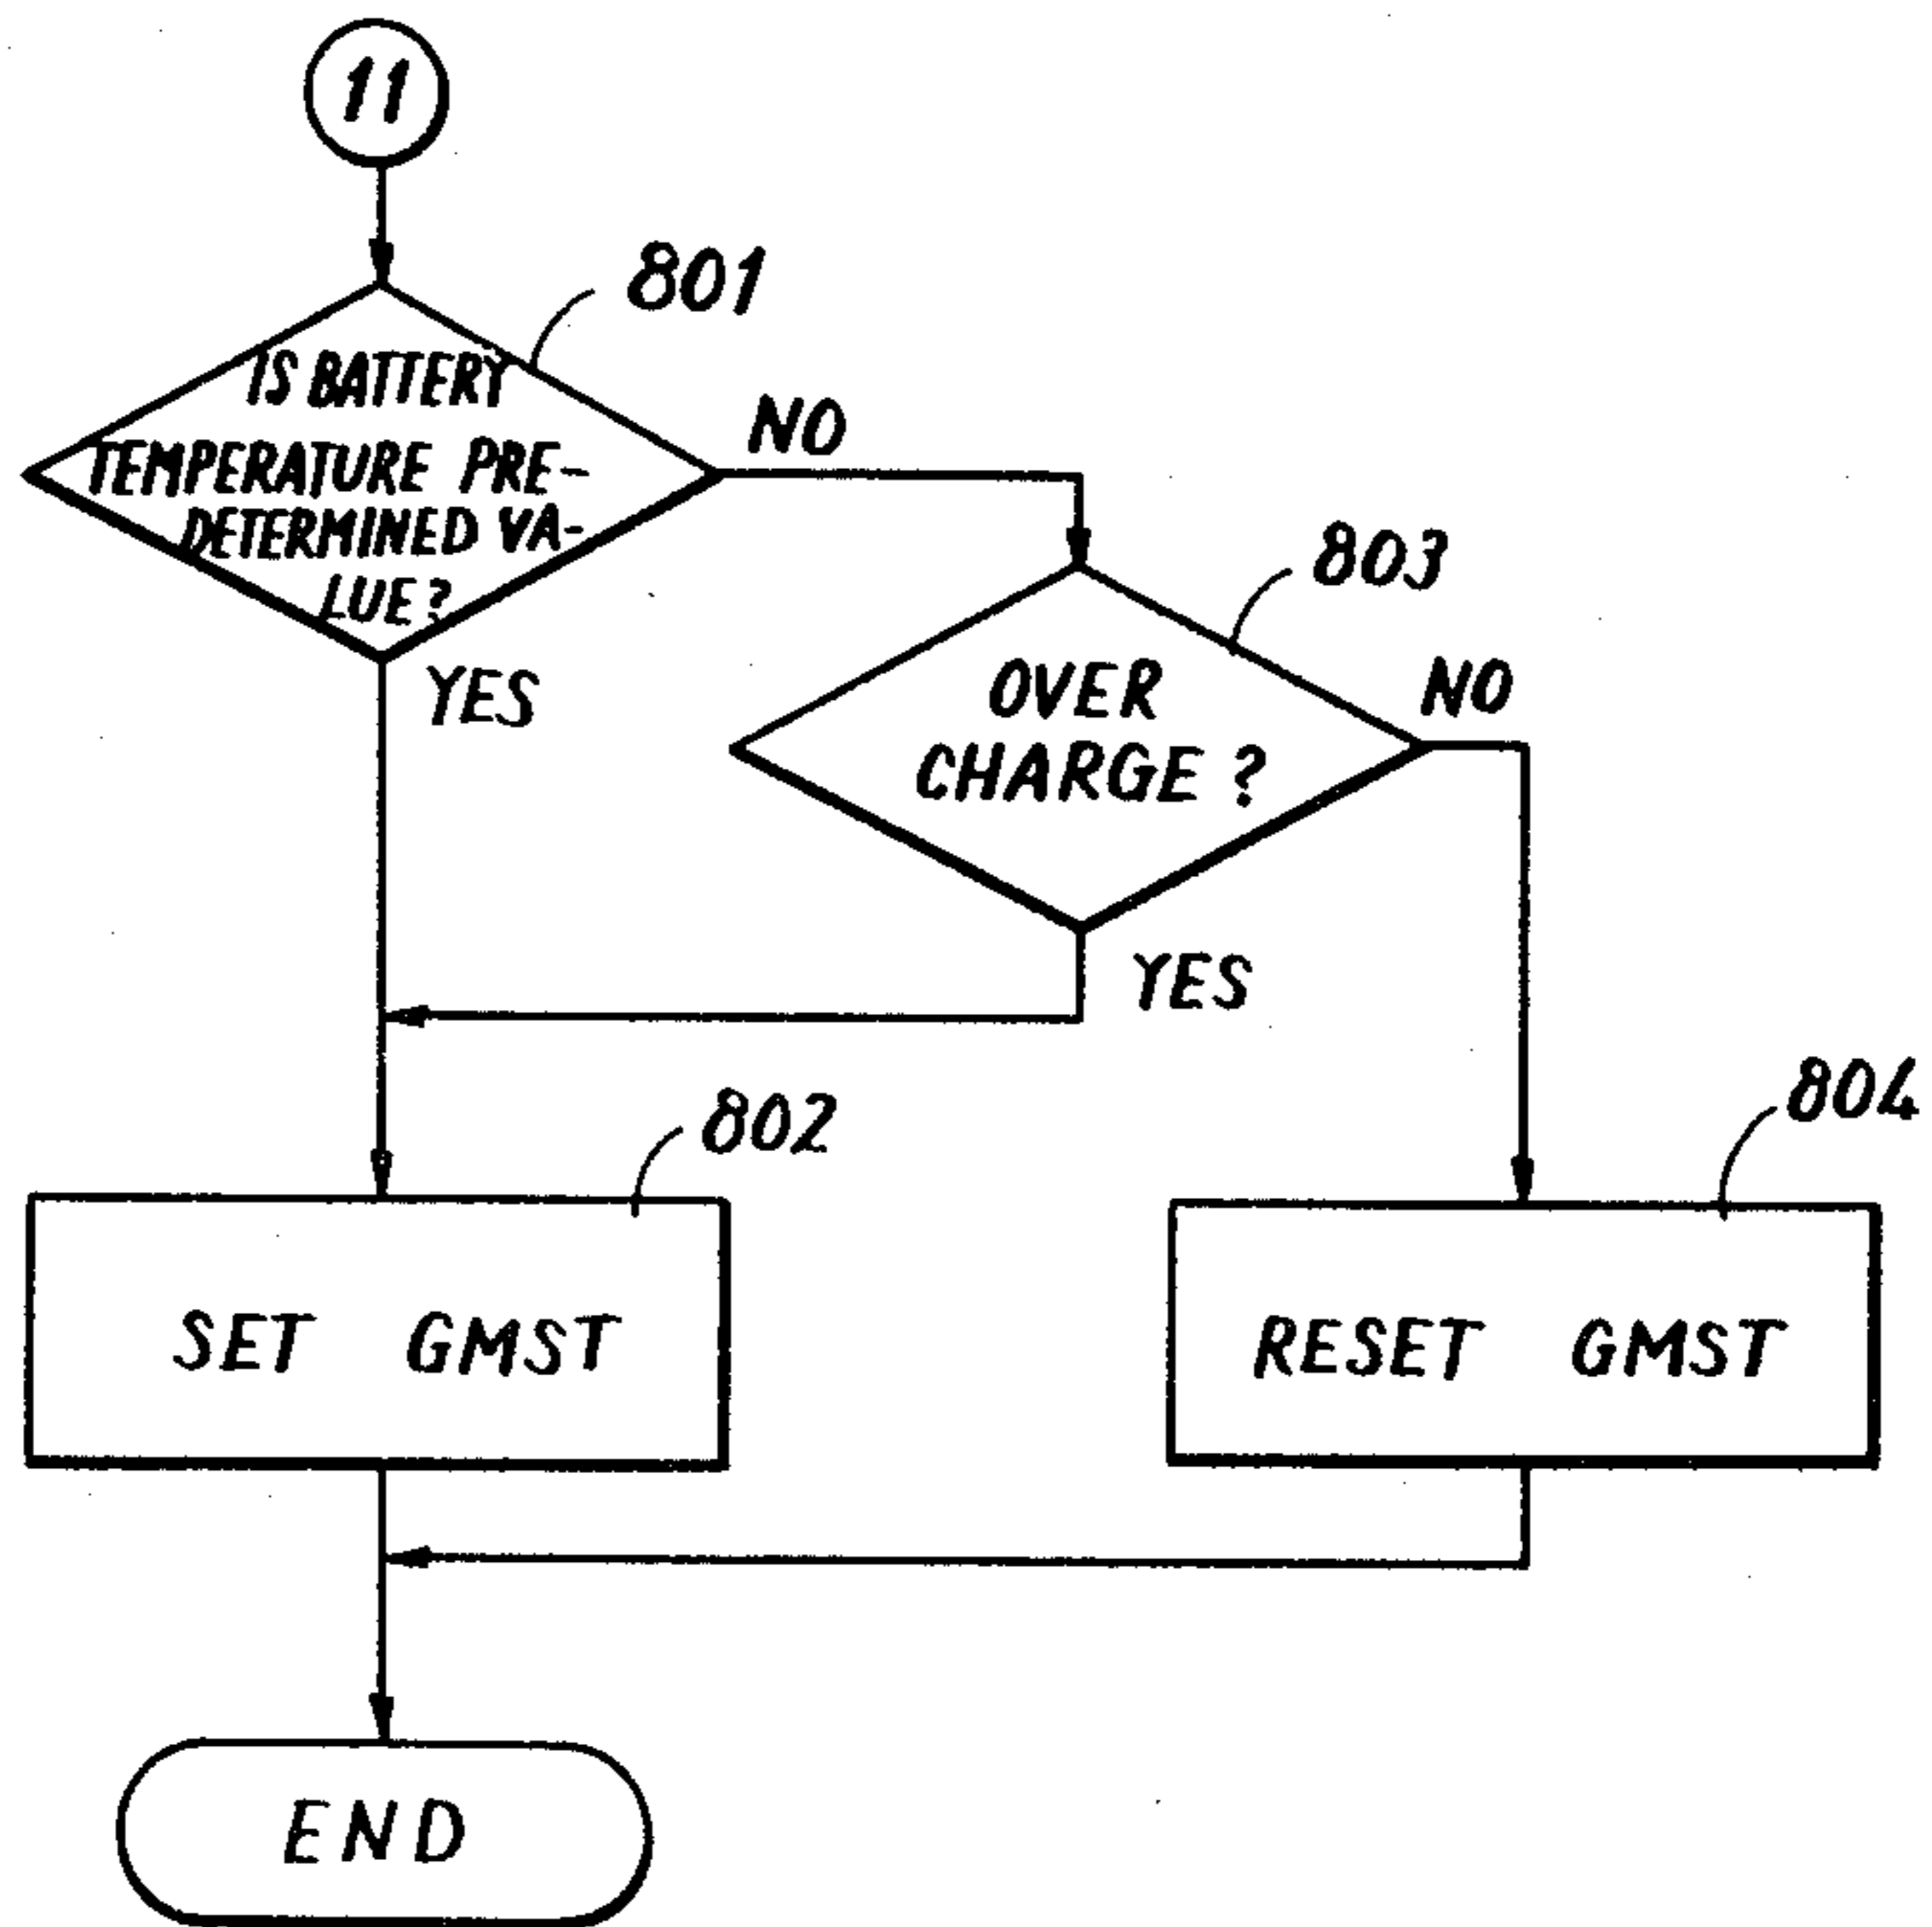 11
801
IS BATTERY
TEMPERATURE PRE-
DETERMINED VA-
LUE?
NO
YES
803
OVER
CHARGE ?
NO
YES
802
SET GMST
804
RESET GMST
END